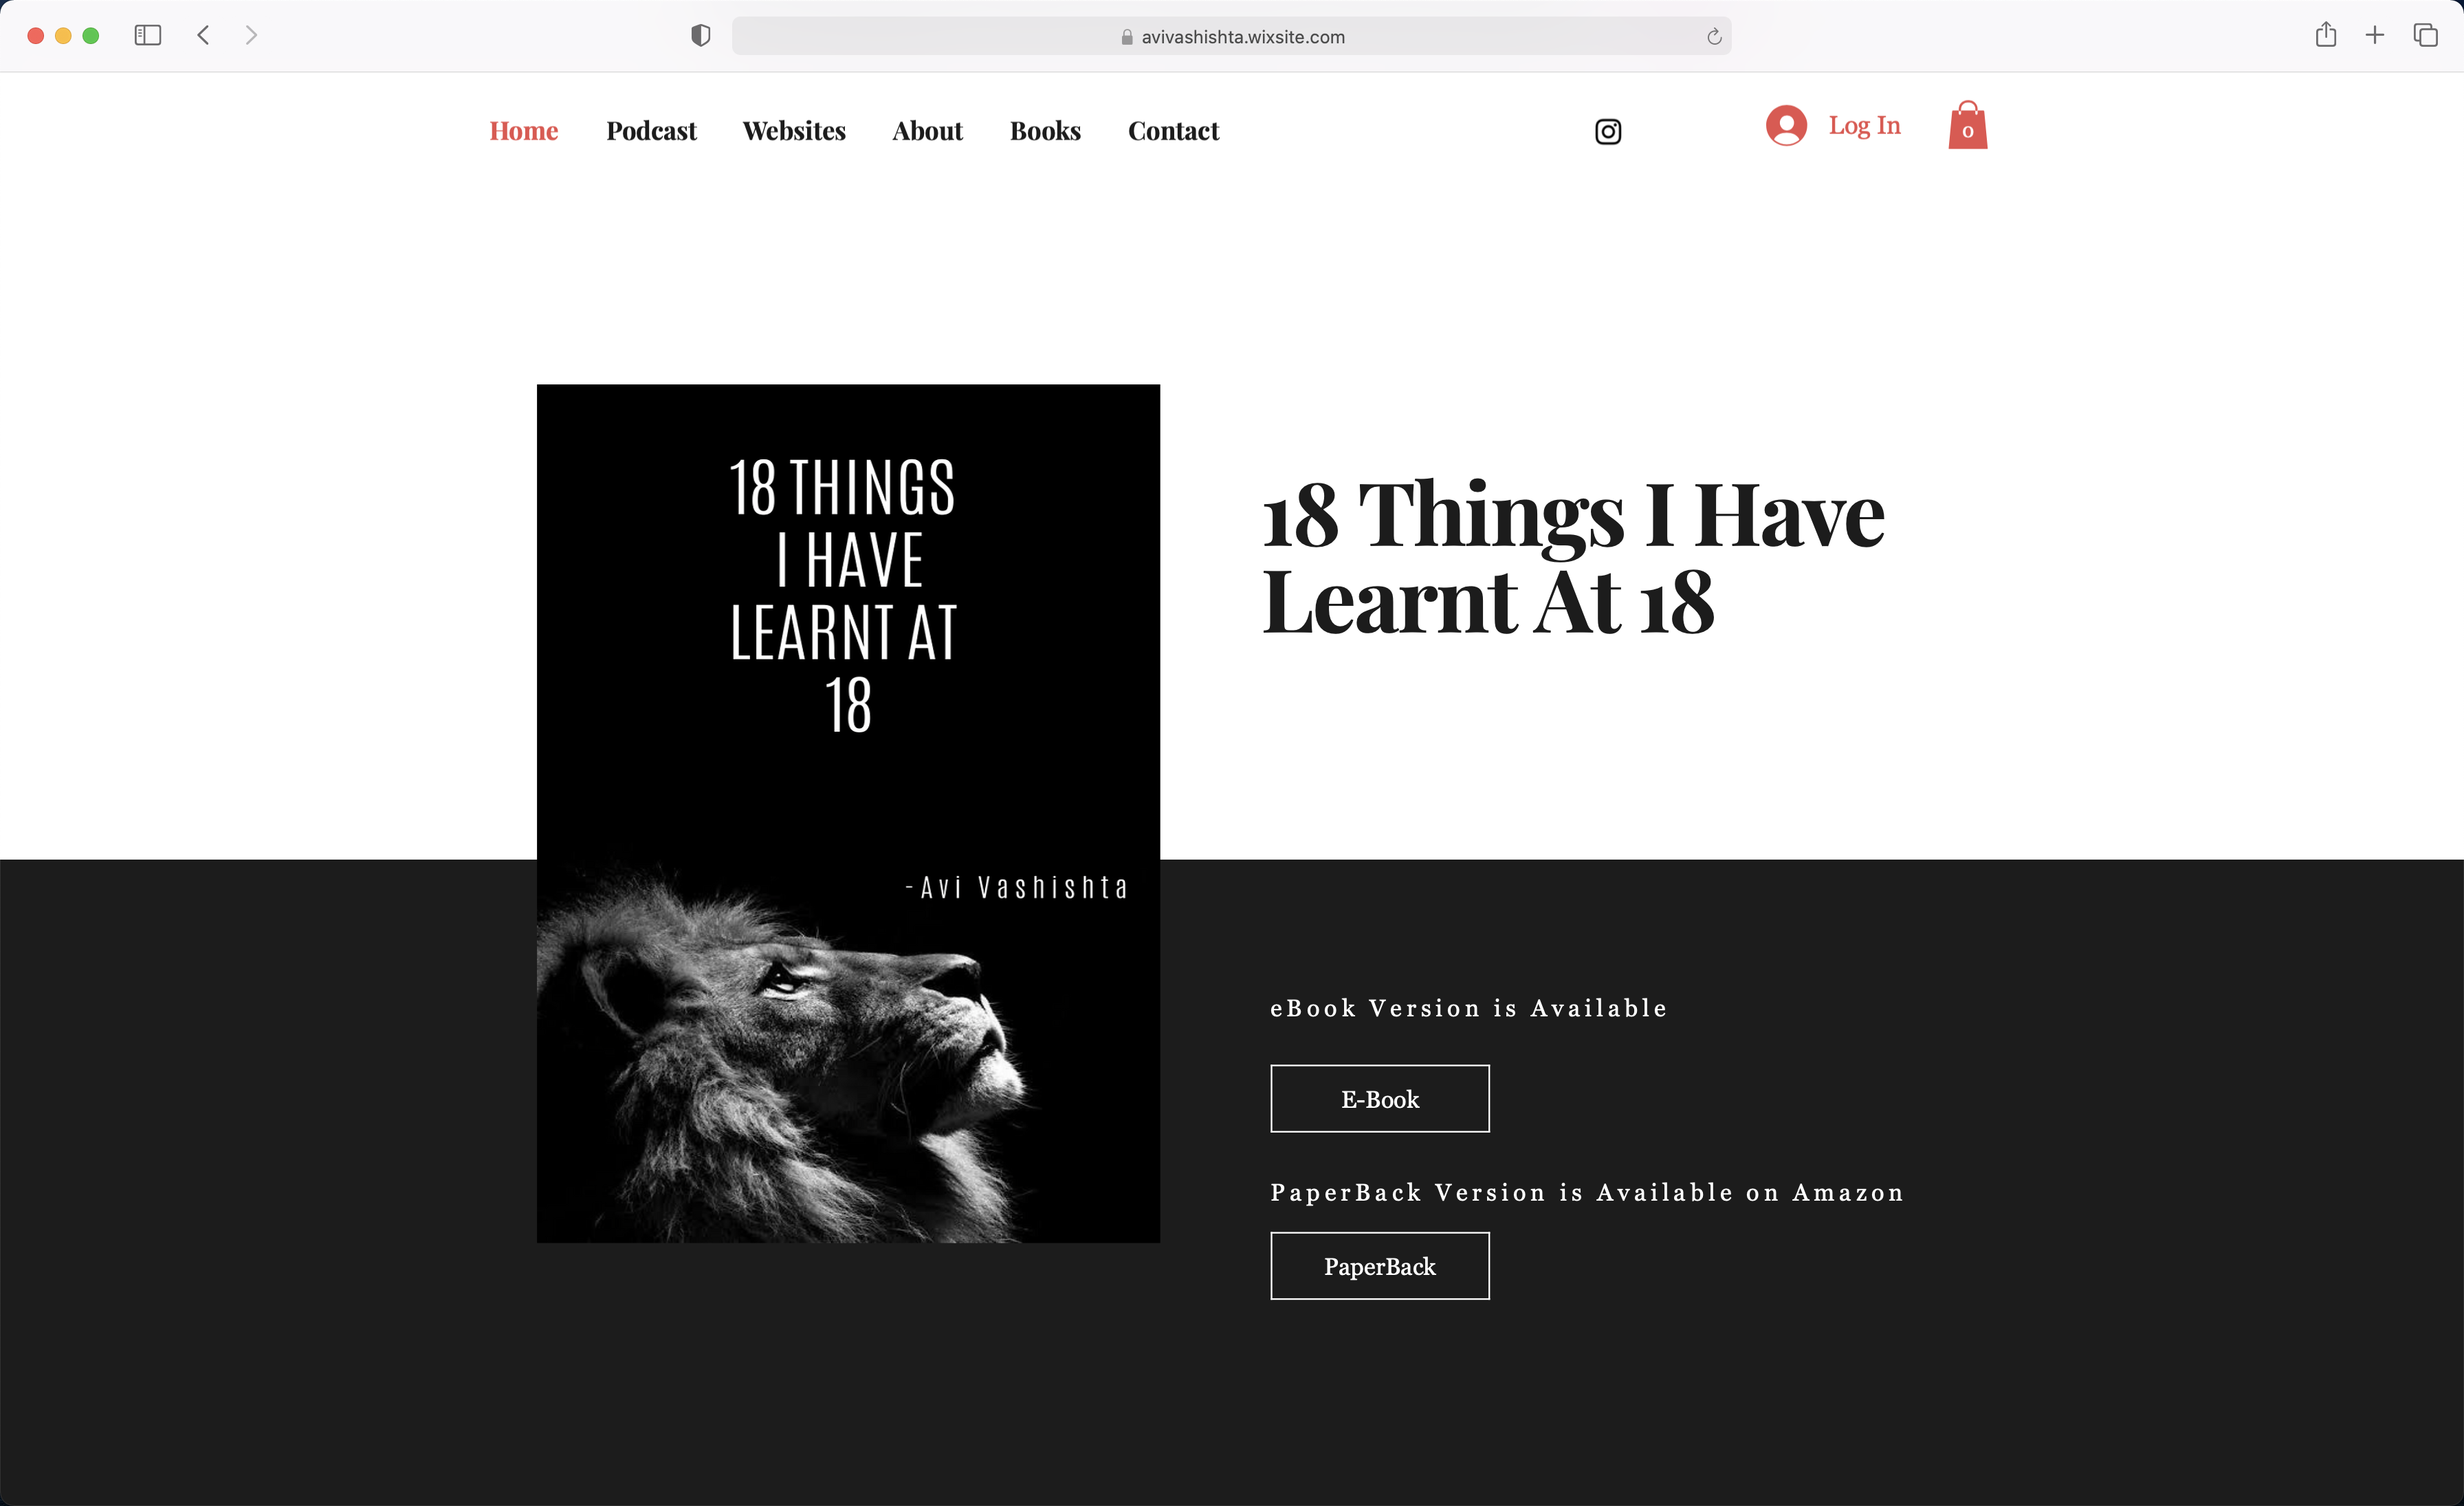 avivashishta.wixsite.com
Home Podcast Websites About Books Contact
Log In
0
18 THINGS
I HAVE
LEARNT AT
18
-Avi Vashishta
18 Things I Have
Learnt At 18
eBook Version is Available
E-Book
PaperBack Version is Available on Amazon
PaperBack